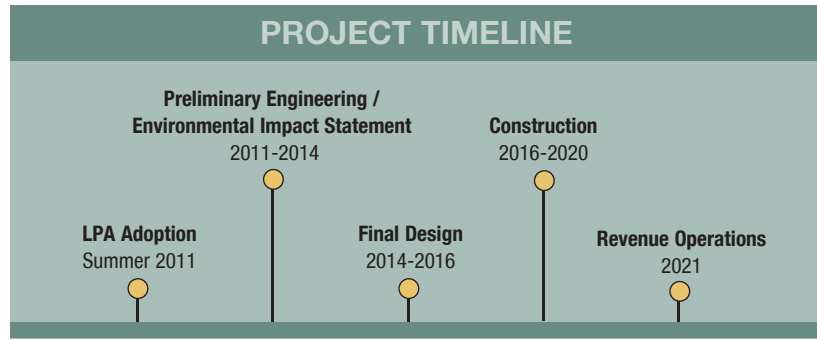 PROJECT TIMELINE
Preliminary Engineering /
Environmental Impact Statement
2011-2014
Construction
2016-2020
LPA Adoption
Summer 2011
Final Design
2014-2016
Revenue Operations
2021